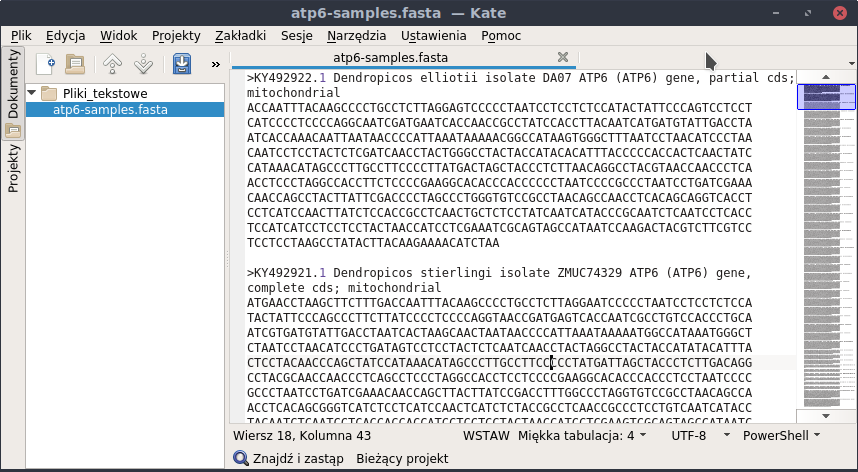 atp6-samples.fasta — Kate
Plik Edycja Widok Projekty Zakładki Sesje Narzędzia Ustawienia Pomoc
»
atp6-samples.fasta
Dokumenty
Projekty
Pliki_tekstowe
atp6-samples.fasta
>KY492922.1 Dendropicos elliotii isolate DA07 ATP6 (ATP6) gene, partial cds;
mitochondrial
ACCAATTTACAAGCCCCTGCCTCTTAGGAGTCCCCCTAATCCTCCTCTCCATACTATTCCCAGTCCTCCT
CATCCCCTCCCCAGGCAATCGATGAATCACCAACCGCCTATCCACCTTACAATCATGATGTATTGACCTA
ATCACCAAACAATTAATAACCCCATTAAATAAAAACGGCCATAAGTGGGCTTTAATCCTAACATCCCTAA
CAATCCTCCTACTCTCGATCAACCTACTGGGCCTACTACCATACACATTTACCCCCACCACTCAACTATC
CATAAACATAGCCCTTGCCTTCCCCTTATGACTAGCTACCCTCTTAACAGGCCTACGTAACCAACCCTCA
ACCTCCCTAGGCCACCTTCTCCCCGAAGGCACACCCACCCCCCTAATCCCCGCCCTAATCCTGATCGAAA
CAACCAGCCTACTTATTCGACCCCTAGCCCTGGGTGTCCGCCTAACAGCCAACCTCACAGCAGGTCACCT
CCTCATCCAACTTATCTCCACCGCCTCAACTGCTCTCCTATCAATCATACCCGCAATCTCAATCCTCACC
TCCATCATCCTCCTCCTACTAACCATCCTCGAAATCGCAGTAGCCATAATCCAAGACTACGTCTTCGTCC
TCCTCCTAAGCCTATACTTACAAGAAAACATCTAA
>KY492921.1 Dendropicos stierlingi isolate ZMUC74329 ATP6 (ATP6) gene,
complete cds; mitochondrial
ATGAACCTAAGCTTCTTTGACCAATTTACAAGCCCCTGCCTCTTAGGAATCCCCCTAATCCTCCTCTCCA
TACTATTCCCAGCCCTTCTTATCCCCTCCCCAGGTAACCGATGAGTCACCAATCGCCTGTCCACCCTGCA
ATCGTGATGTATTGACCTAATCACTAAGCAACTAATAACCCCATTAAATAAAAATGGCCATAAATGGGCT
CTAATCCTAACATCCCTGATAGTCCTCCTACTCTCAATCAACCTACTAGGCCTACTACCATATACATTTA
CTCCTACAACCCAGCTATCCATAAACATAGCCCTTGCCTTCCCCCTATGATTAGCTACCCTCTTGACAGG
CCTACGCAACCAACCCTCAGCCTCCCTAGGCCACCTCCTCCCCGAAGGCACACCCACCCTCCTAATCCCC
GCCCTAATCCTGATCGAAACAACCAGCTTACTTATCCGACCTTTGGCCCTAGGTGTCCGCCTAACAGCCA
ACCTCACAGCGGGTCATCTCCTCATCCAACTCATCTCTACCGCCTCAACCGCCCTCCTGTCAATCATACC
Wiersz 18, Kolumna 43 WSTAW Miękka tabulacja: 4 UTF-8 PowerShell
Znajdź i zastąp Bieżący projekt